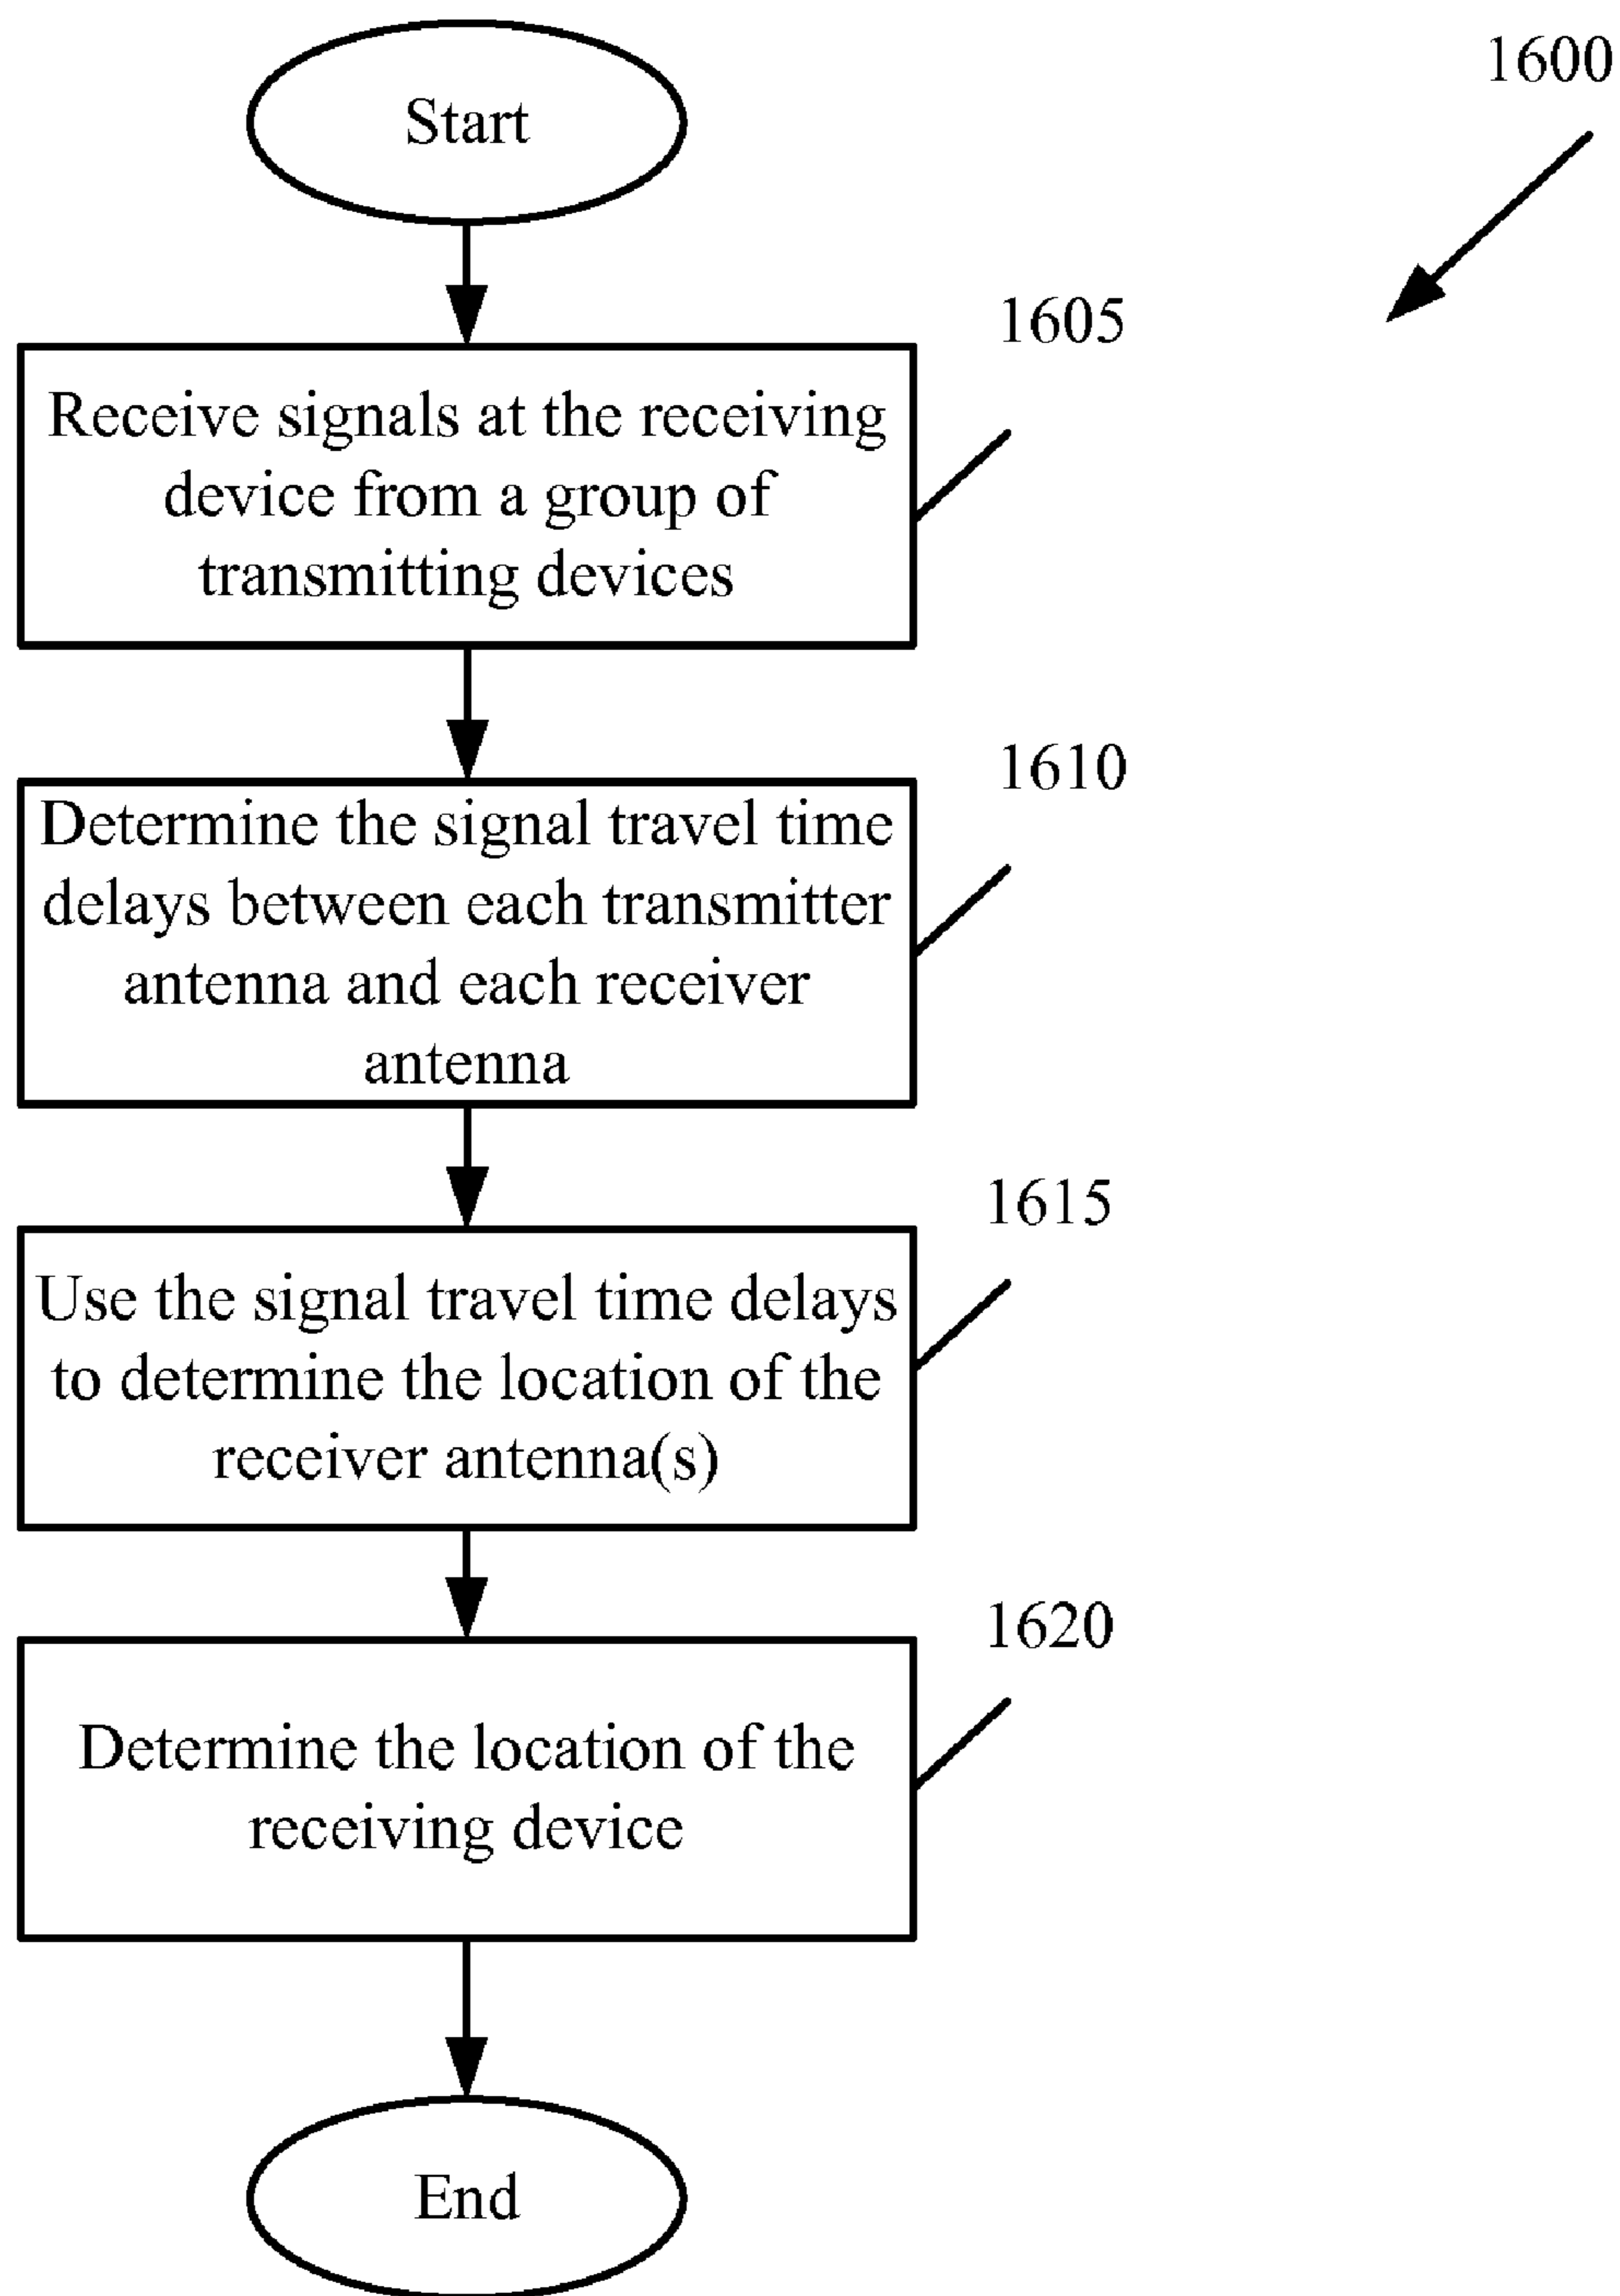 Start
1600
1605
Receive signals at the receiving
device from a group of
transmitting devices
1610
Determine the signal travel time
delays between each transmitter
antenna and each receiver
antenna
1615
Use the signal travel time delays
to determine the location of the
receiver antenna(s)
1620
Determine the location of the
receiving device
End